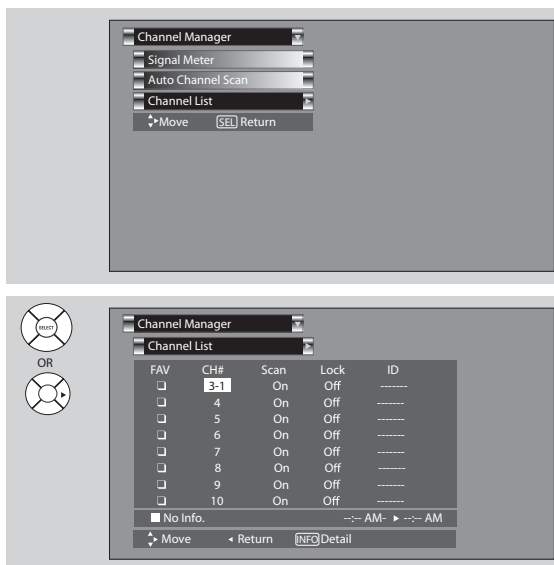 Channel Manager
Signal Meter
Auto Channel Scan
Channel List
Move SEL Return
SELECT
OR
Channel Manager
Channel List
FAV CH# Scan Lock ID
3-1 On Off -------
4 On Off -------
5 On Off -------
6 On Off -------
7 On Off -------
8 On Off -------
9 On Off -------
10 On Off -------
No Info. --:-- AM- ► --:-- AM
Move ◂ Return INFO Detail